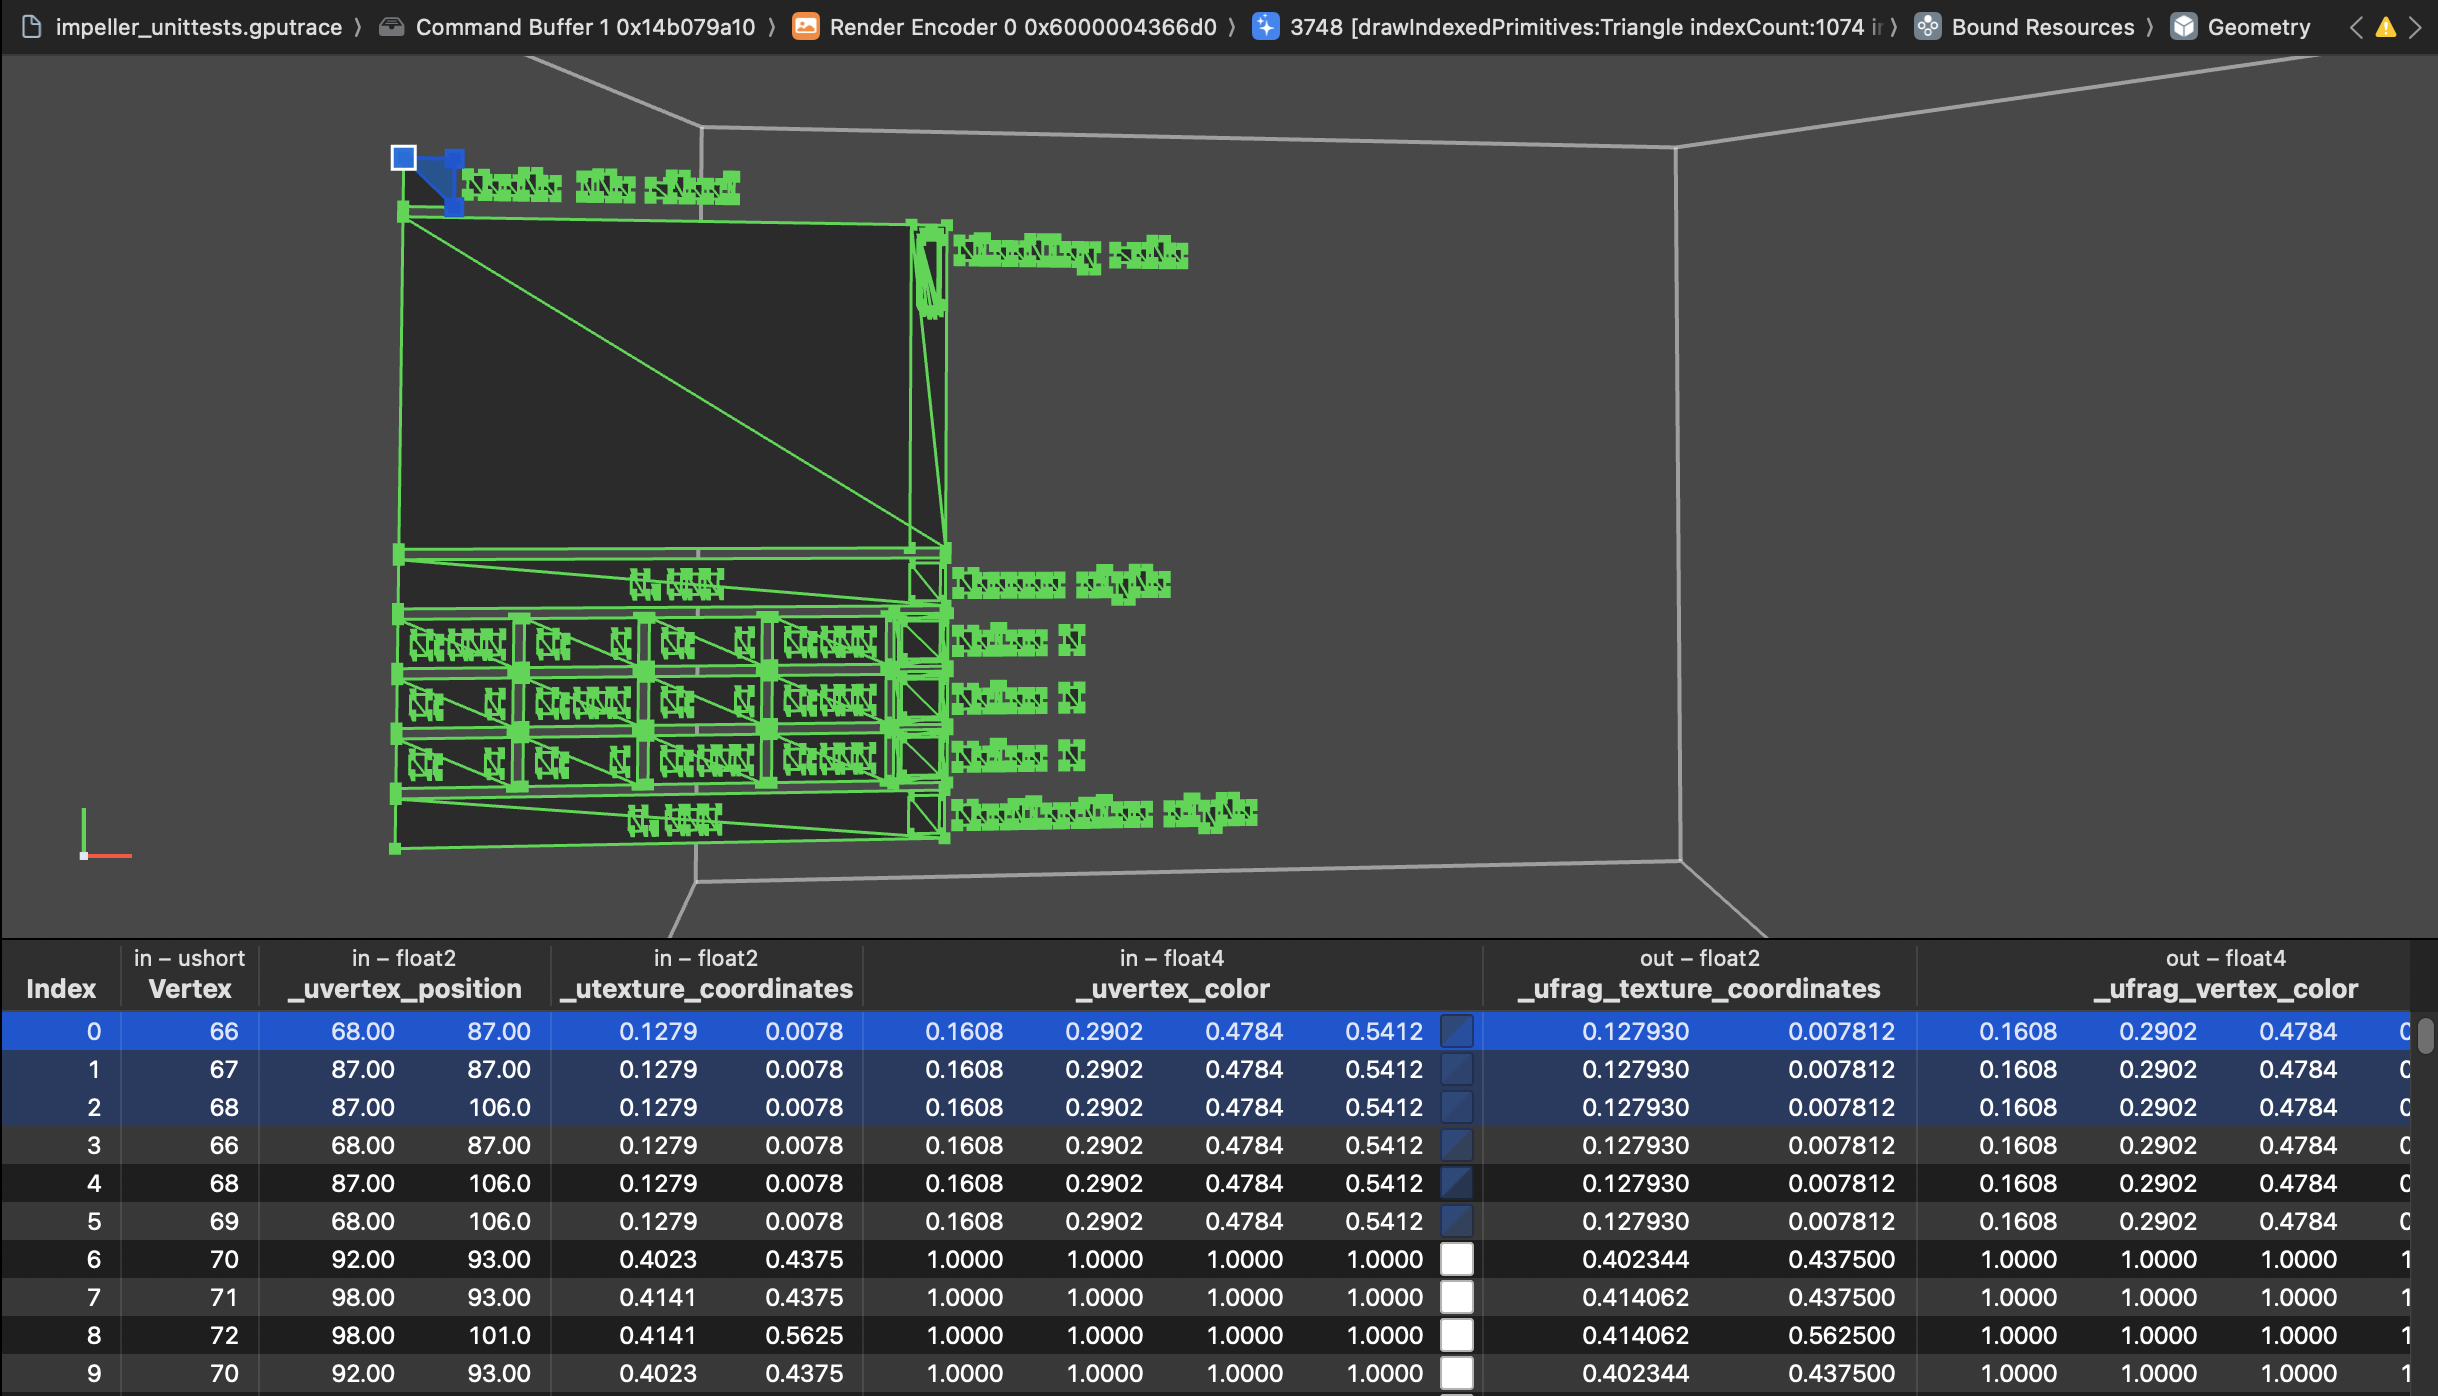 impeller_unittests.gputrace 〉 Command Buffer 1 0x14b079a10 〉 Render Encoder 0 0x6000004366d0 〉 3748 [drawIndexedPrimitives:Triangle indexCount:1074 〉 Bound Resources 〉 Geometry
in – ushort in – float2 in – float2 in – float4 out – float2 out – float4
Index Vertex _uvertex_position _utexture_coordinates _uvertex_color _ufrag_texture_coordinates _ufrag_vertex_color
0 66 68.00 87.00 0.1279 0.0078 0.1608 0.2902 0.4784 0.5412 0.127930 0.007812 0.1608 0.2902 0.4784
1 67 87.00 87.00 0.1279 0.0078 0.1608 0.2902 0.4784 0.5412 0.127930 0.007812 0.1608 0.2902 0.4784
2 68 87.00 106.0 0.1279 0.0078 0.1608 0.2902 0.4784 0.5412 0.127930 0.007812 0.1608 0.2902 0.4784
3 66 68.00 87.00 0.1279 0.0078 0.1608 0.2902 0.4784 0.5412 0.127930 0.007812 0.1608 0.2902 0.4784
4 68 87.00 106.0 0.1279 0.0078 0.1608 0.2902 0.4784 0.5412 0.127930 0.007812 0.1608 0.2902 0.4784
5 69 68.00 106.0 0.1279 0.0078 0.1608 0.2902 0.4784 0.5412 0.127930 0.007812 0.1608 0.2902 0.4784
6 70 92.00 93.00 0.4023 0.4375 1.0000 1.0000 1.0000 1.0000 0.402344 0.437500 1.0000 1.0000 1.0000
7 71 98.00 93.00 0.4141 0.4375 1.0000 1.0000 1.0000 1.0000 0.414062 0.437500 1.0000 1.0000 1.0000
8 72 98.00 101.0 0.4141 0.5625 1.0000 1.0000 1.0000 1.0000 0.414062 0.562500 1.0000 1.0000 1.0000
9 70 92.00 93.00 0.4023 0.4375 1.0000 1.0000 1.0000 1.0000 0.402344 0.437500 1.0000 1.0000 1.0000